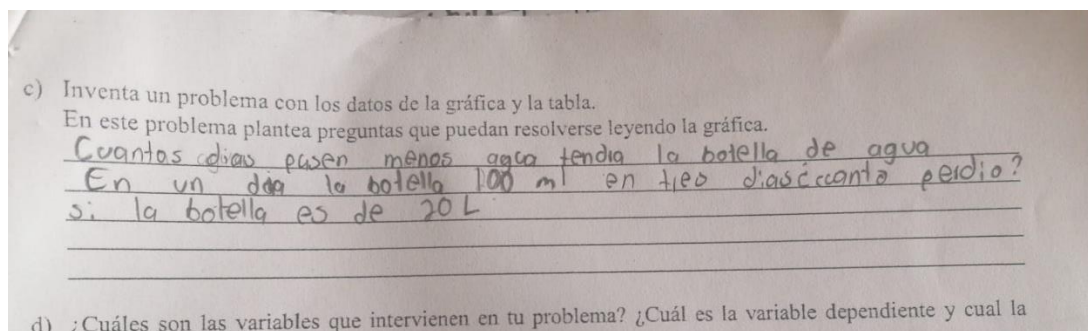 c) Inventa un problema con los datos de la gráfica y la tabla.
En este problema plantea preguntas que puedan resolverse leyendo la gráfica.
Cuantos dias pasen menos agua tendia la botella de agua
En un dia la botella 100 ml en tres dias ¿ccanto perdio?
si la botella es de 20 L
d) ¿Cuáles son las variables que intervienen en tu problema? ¿Cuál es la variable dependiente y cual la